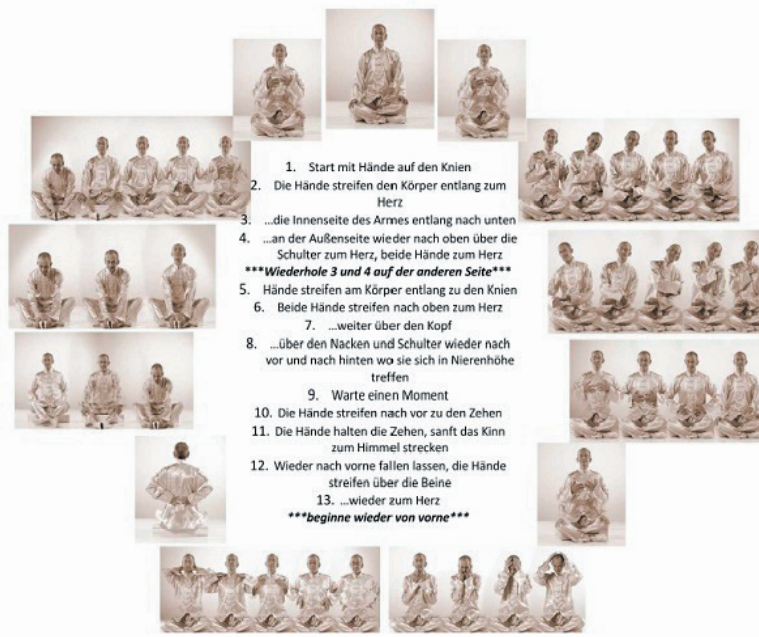 1. Start mit Hände auf den Knien
2. Die Hände streifen den Körper entlang zum
Herz
3. ...die Innenseite des Armes entlang nach unten
4. ...an der Außenseite wieder nach oben über die
Schulter zum Herz, beide Hände zum Herz
***Wiederhole 3 und 4 auf der anderen Seite***
5. Hände streifen am Körper entlang zu den Knien
6. Beide Hände streifen nach oben zum Herz
7. ...weiter über den Kopf
8. ...über den Nacken und Schulter wieder nach
vor und nach hinten wo sie sich in Nierenhöhe
treffen
9. Warte einen Moment
10. Die Hände streifen nach vor zu den Zehen
11. Die Hände halten die Zehen, sanft das Kinn
zum Himmel strecken
12. Wieder nach vorne fallen lassen, die Hände
streifen über die Beine
13. ...wieder zum Herz
***beginne wieder von vorne***